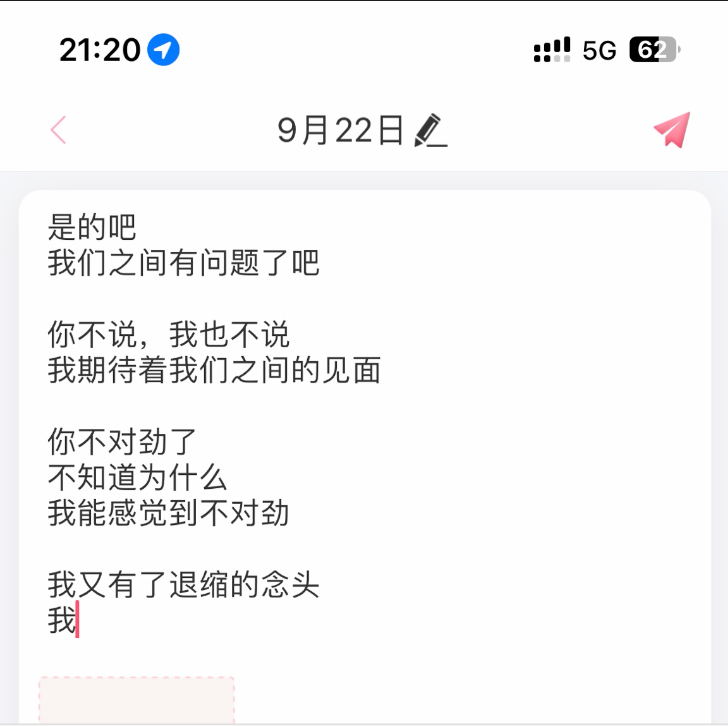 21:20 5G 62
9月22日
是的吧
我们之间有问题了吧
你不说，我也不说
我期待着我们之间的见面
你不对劲了
不知道为什么
我能感觉到不对劲
我又有了退缩的念头
我